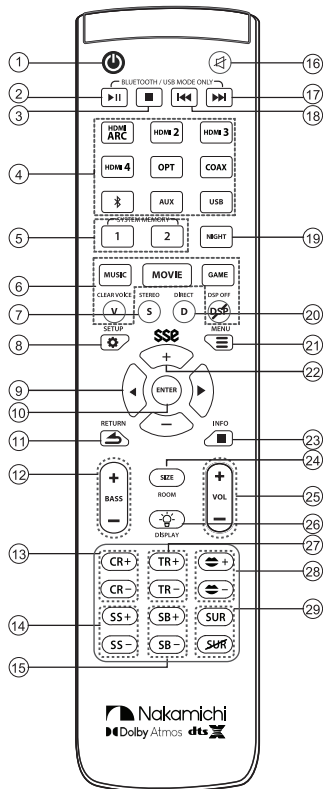 1
16
BLUETOOTH / USB MODE ONLY
2
17
3
18
HDMI ARC
HDMI 2
HDMI 3
4
HDMI 4
OPT
COAX
AUX
USB
SYSTEM MEMORY
5
1
2
NIGHT
19
6
MUSIC
MOVIE
GAME
CLEAR VOICE
STEREO
DIRECT
DSP OFF
7
V
S
D
DSP
20
SETUP
SSE
MENU
8
21
22
9
ENTER
10
RETURN
INFO
11
23
12
+
BASS
−
SIZE
ROOM
24
+
VOL
−
25
DISPLAY
26
27
13
CR+
TR+
+
CR−
TR−
−
28
14
SS+
SB+
SUR
29
SS−
SB−
SUR
15
Nakamichi
Dolby Atmos dts X